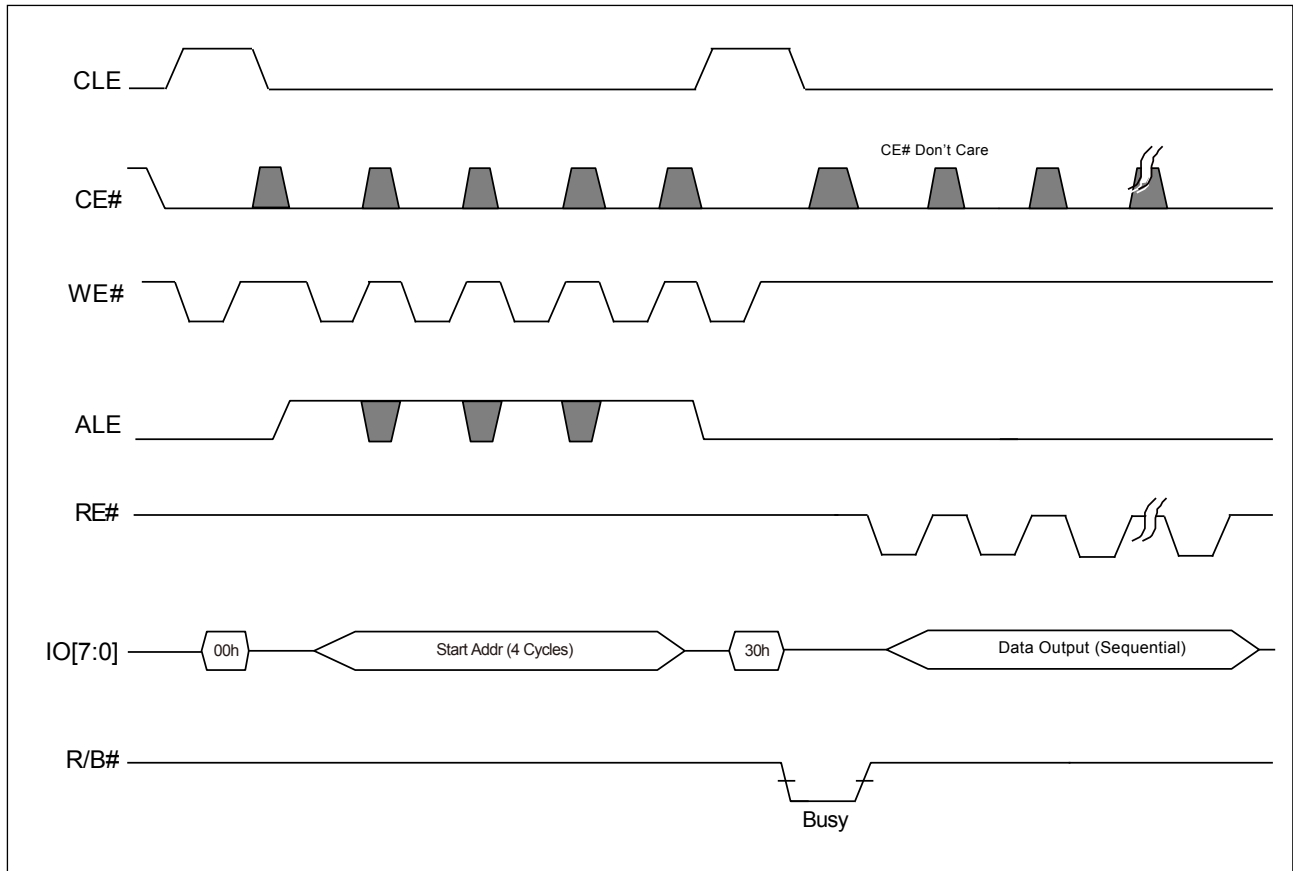 CLE
CE# Don't Care
CE#
WE#
ALE
RE#
IO[7:0]
00h
Start Addr (4 Cycles)
30h
Data Output (Sequential)
R/B#
Busy